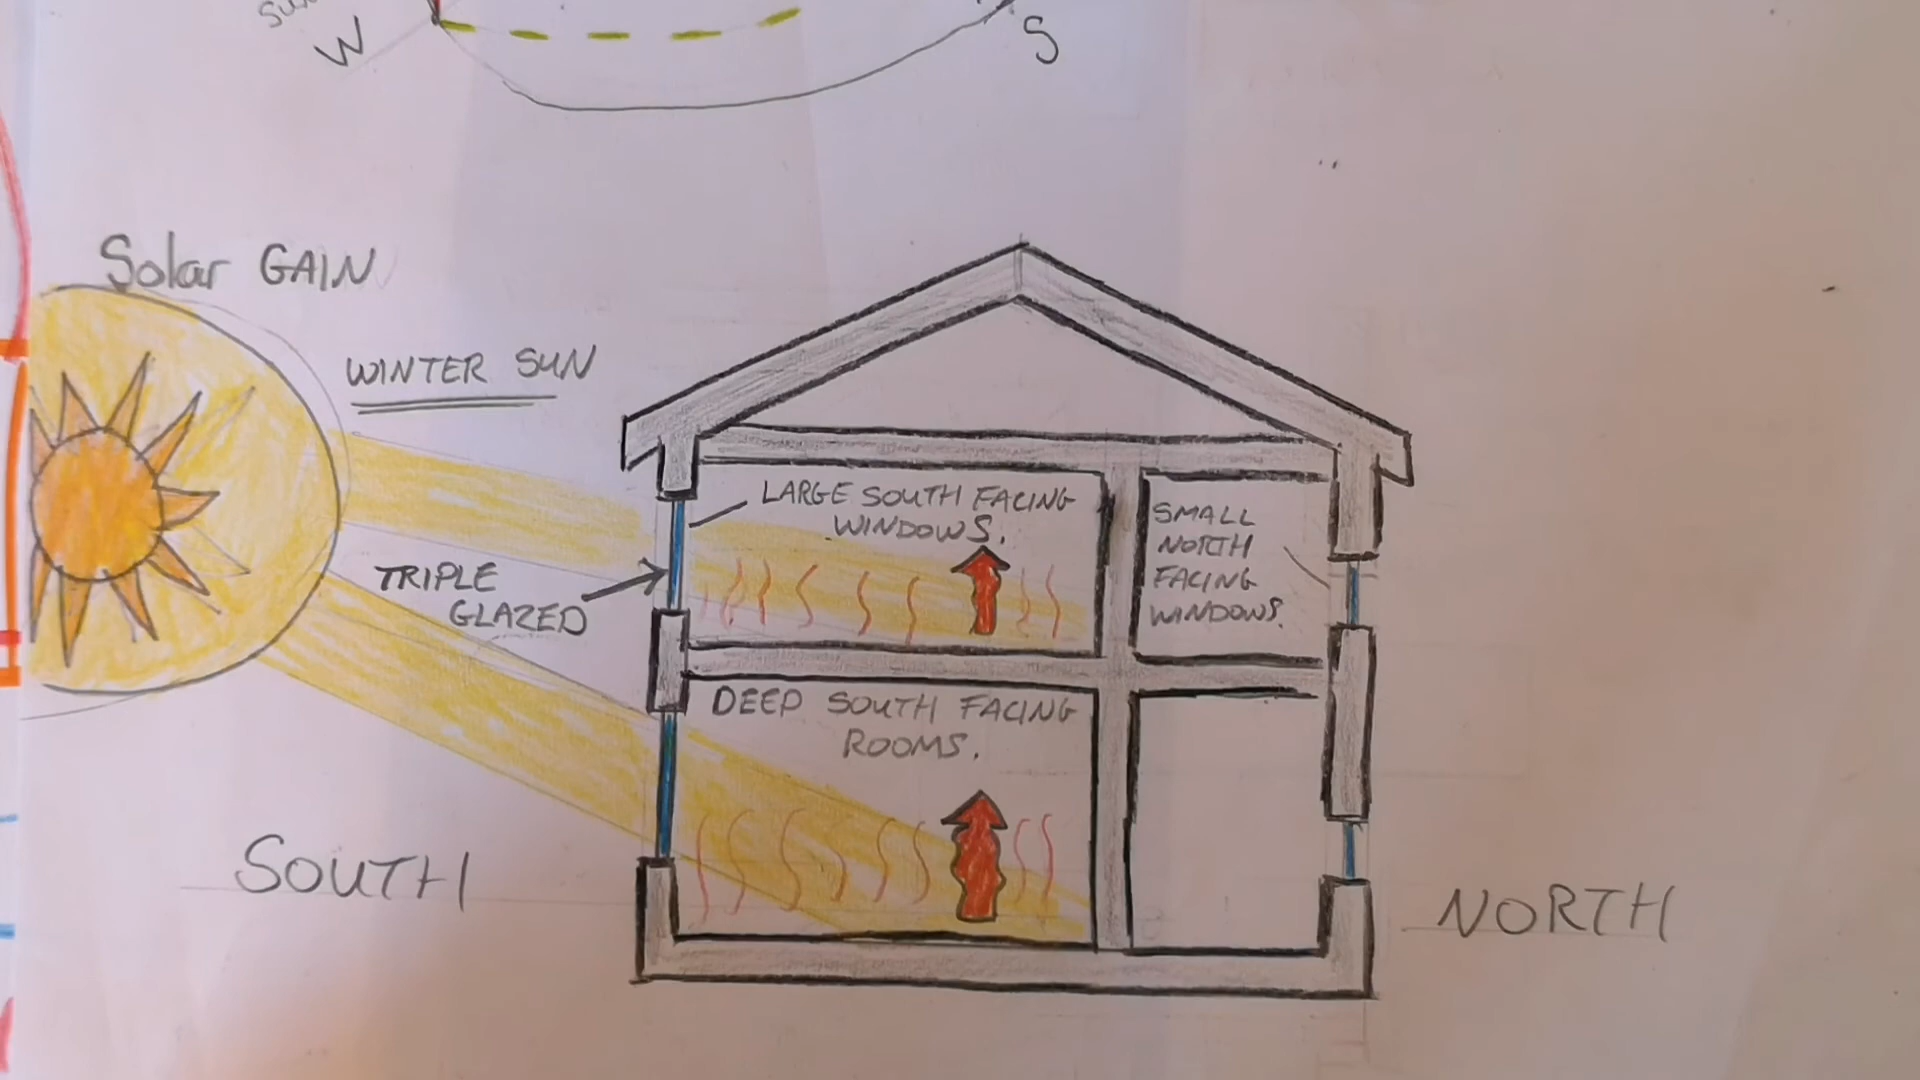 W
S
Solar GAIN
WINTER SUN
LARGE SOUTH FACING
WINDOWS.
SMALL
NORTH
FACING
WINDOWS.
TRIPLE
GLAZED
DEEP SOUTH FACING
ROOMS.
SOUTH
NORTH